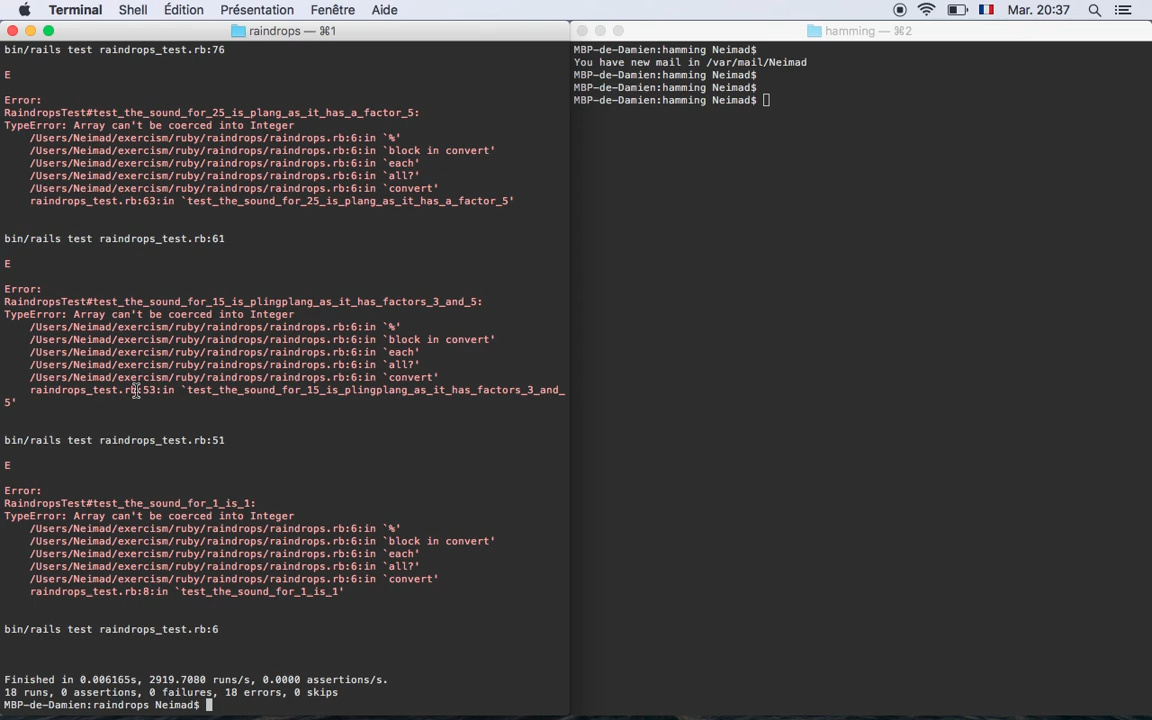 Terminal Shell Édition Présentation Fenêtre Aide Mar. 20:37
raindrops — ⌘1
bin/rails test raindrops_test.rb:76
E
Error:
RaindropsTest#test_the_sound_for_25_is_plang_as_it_has_a_factor_5:
TypeError: Array can't be coerced into Integer
/Users/Neimad/exercism/ruby/raindrops/raindrops.rb:6:in `%'
/Users/Neimad/exercism/ruby/raindrops/raindrops.rb:6:in `block in convert'
/Users/Neimad/exercism/ruby/raindrops/raindrops.rb:6:in `each'
/Users/Neimad/exercism/ruby/raindrops/raindrops.rb:6:in `all?'
/Users/Neimad/exercism/ruby/raindrops/raindrops.rb:6:in `convert'
raindrops_test.rb:63:in `test_the_sound_for_25_is_plang_as_it_has_a_factor_5'
bin/rails test raindrops_test.rb:61
E
Error:
RaindropsTest#test_the_sound_for_15_is_plingplang_as_it_has_factors_3_and_5:
TypeError: Array can't be coerced into Integer
/Users/Neimad/exercism/ruby/raindrops/raindrops.rb:6:in `%'
/Users/Neimad/exercism/ruby/raindrops/raindrops.rb:6:in `block in convert'
/Users/Neimad/exercism/ruby/raindrops/raindrops.rb:6:in `each'
/Users/Neimad/exercism/ruby/raindrops/raindrops.rb:6:in `all?'
/Users/Neimad/exercism/ruby/raindrops/raindrops.rb:6:in `convert'
raindrops_test.rb:53:in `test_the_sound_for_15_is_plingplang_as_it_has_factors_3_and_
5'
bin/rails test raindrops_test.rb:51
E
Error:
RaindropsTest#test_the_sound_for_1_is_1:
TypeError: Array can't be coerced into Integer
/Users/Neimad/exercism/ruby/raindrops/raindrops.rb:6:in `%'
/Users/Neimad/exercism/ruby/raindrops/raindrops.rb:6:in `block in convert'
/Users/Neimad/exercism/ruby/raindrops/raindrops.rb:6:in `each'
/Users/Neimad/exercism/ruby/raindrops/raindrops.rb:6:in `all?'
/Users/Neimad/exercism/ruby/raindrops/raindrops.rb:6:in `convert'
raindrops_test.rb:8:in `test_the_sound_for_1_is_1'
bin/rails test raindrops_test.rb:6
Finished in 0.006165s, 2919.7080 runs/s, 0.0000 assertions/s.
18 runs, 0 assertions, 0 failures, 18 errors, 0 skips
MBP-de-Damien:raindrops Neimad$
hamming — ⌘2
MBP-de-Damien:hamming Neimad$
You have new mail in /var/mail/Neimad
MBP-de-Damien:hamming Neimad$
MBP-de-Damien:hamming Neimad$
MBP-de-Damien:hamming Neimad$